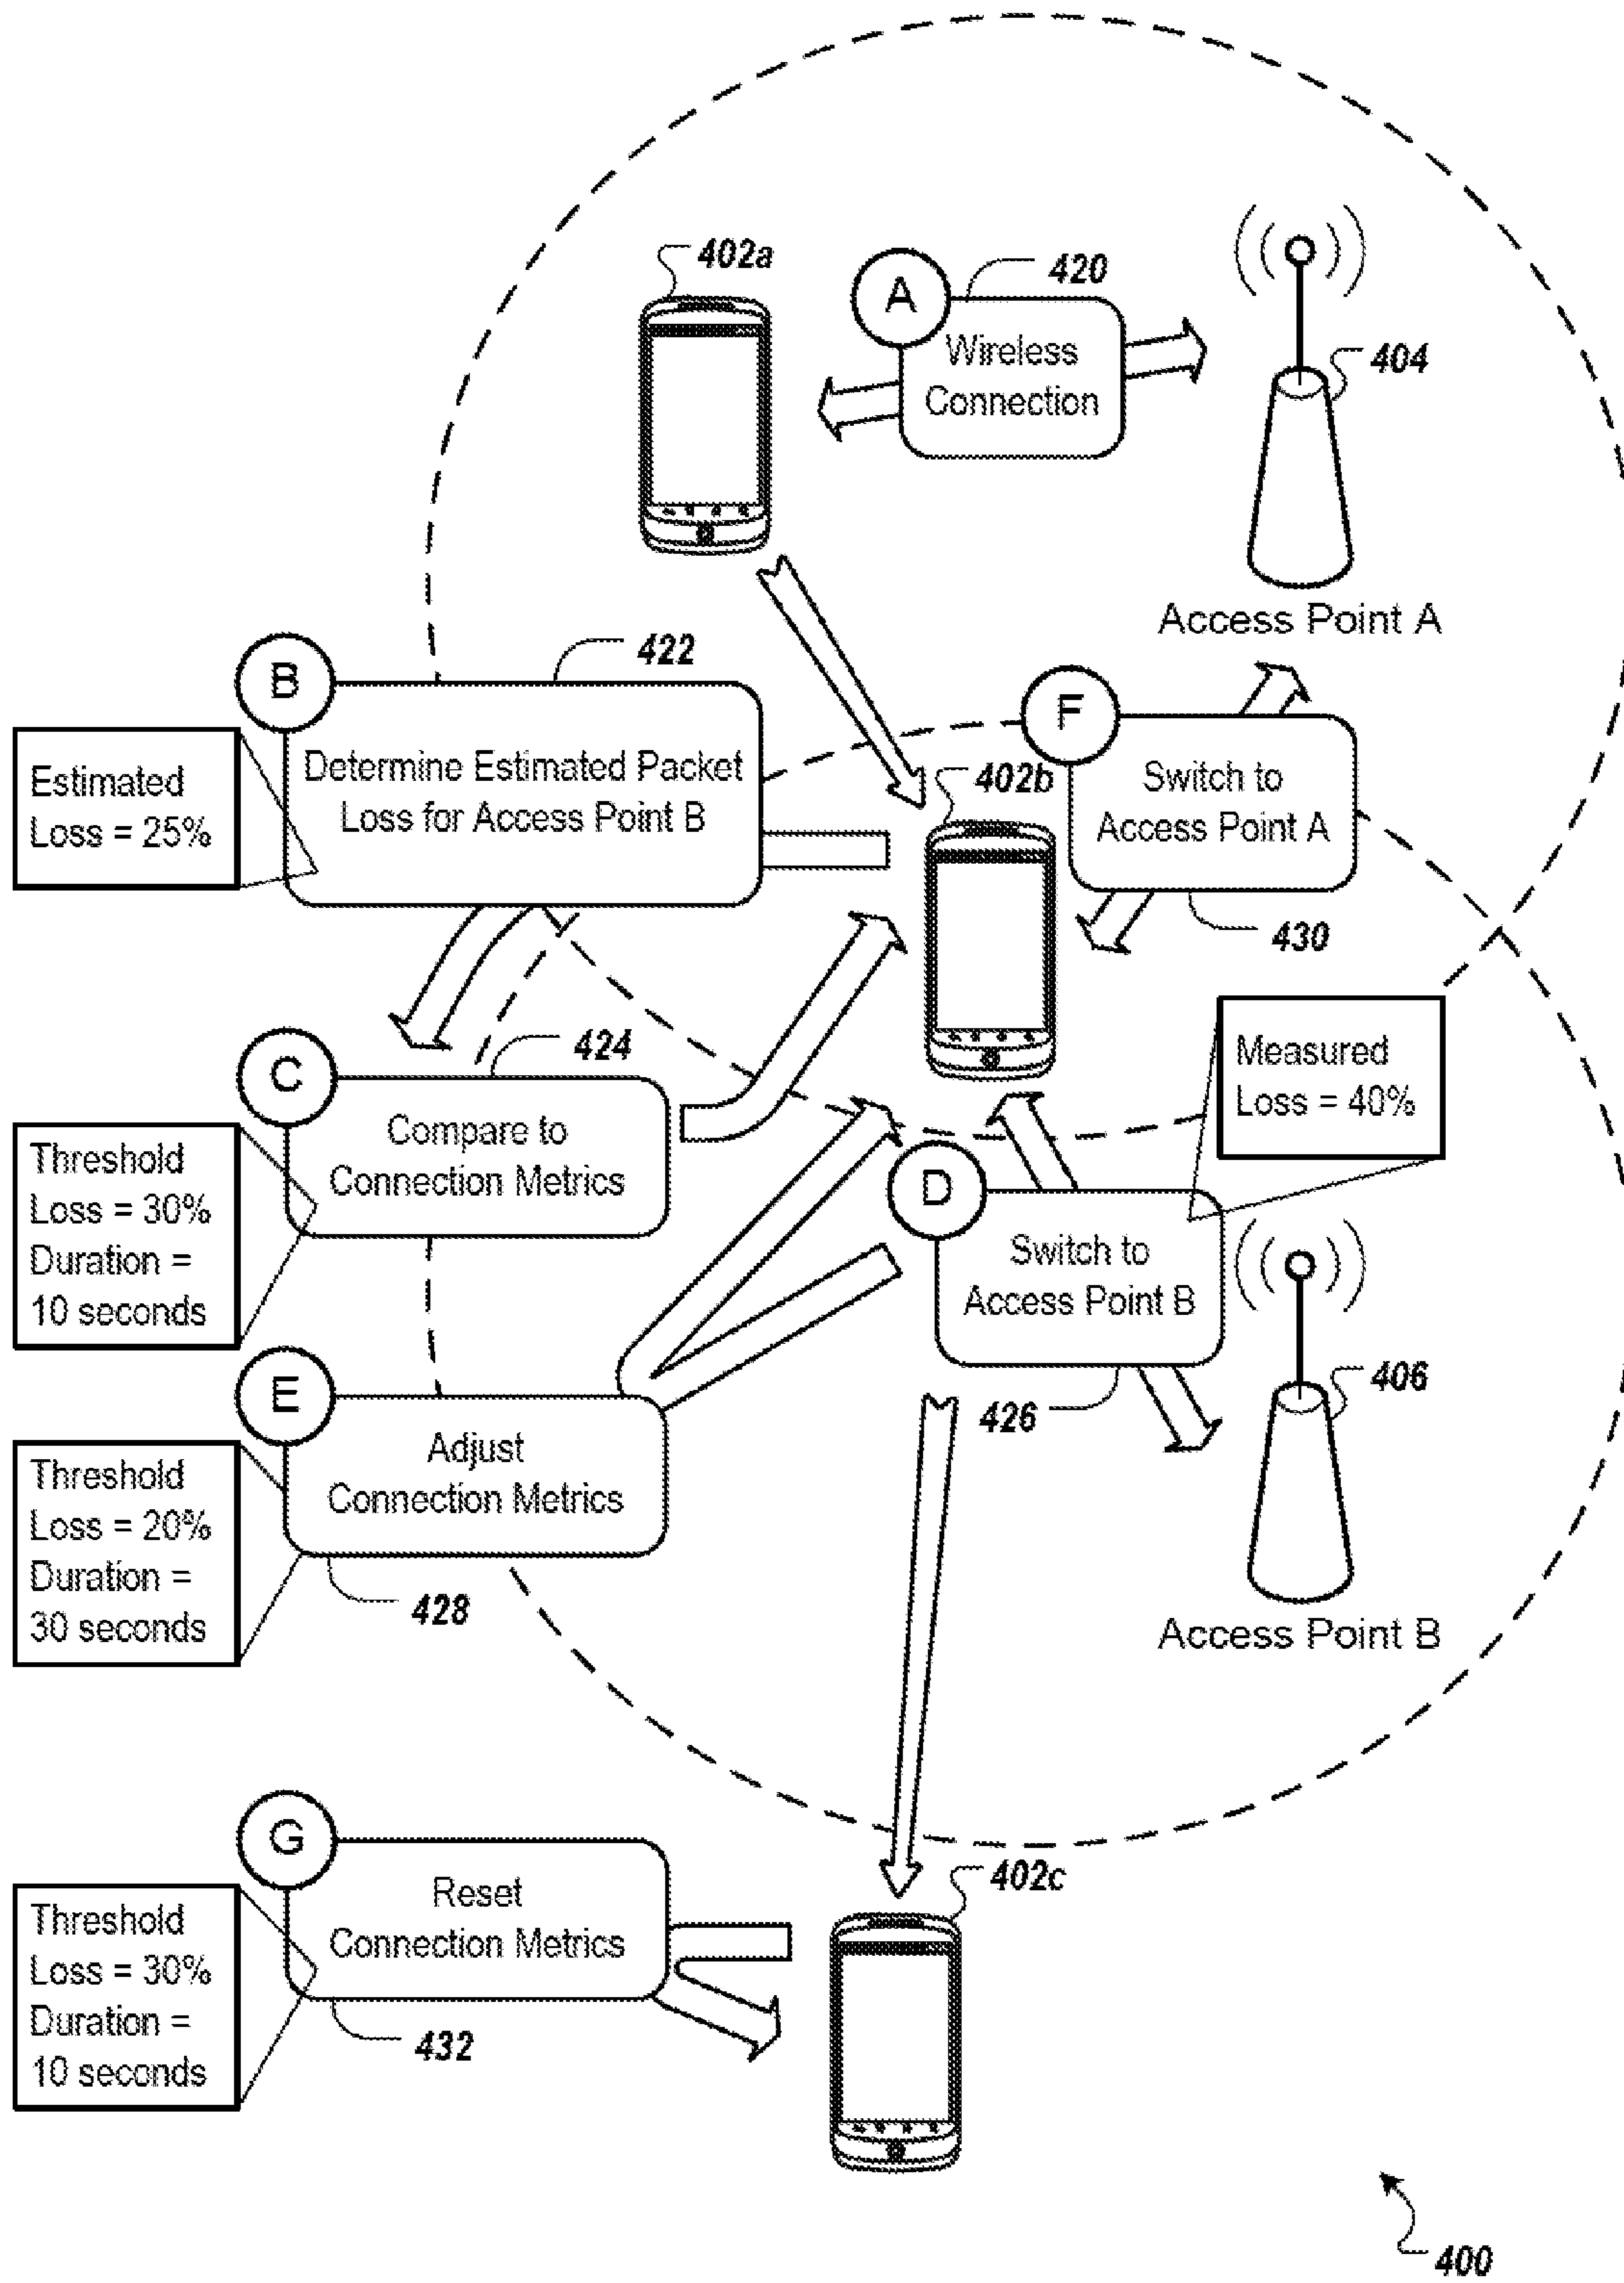 402a
A
420
Wireless
Connection
404
Access Point A
B
422
Determine Estimated Packet
Loss for Access Point B
Estimated
Loss = 25%
402b
F
Switch to
Access Point A
430
C
424
Compare to
Connection Metrics
Threshold
Loss = 30%
Duration =
10 seconds
Measured
Loss = 40%
D
Switch to
Access Point B
426
406
Access Point B
E
Adjust
Connection Metrics
428
Threshold
Loss = 20%
Duration =
30 seconds
G
Reset
Connection Metrics
432
Threshold
Loss = 30%
Duration =
10 seconds
402c
400